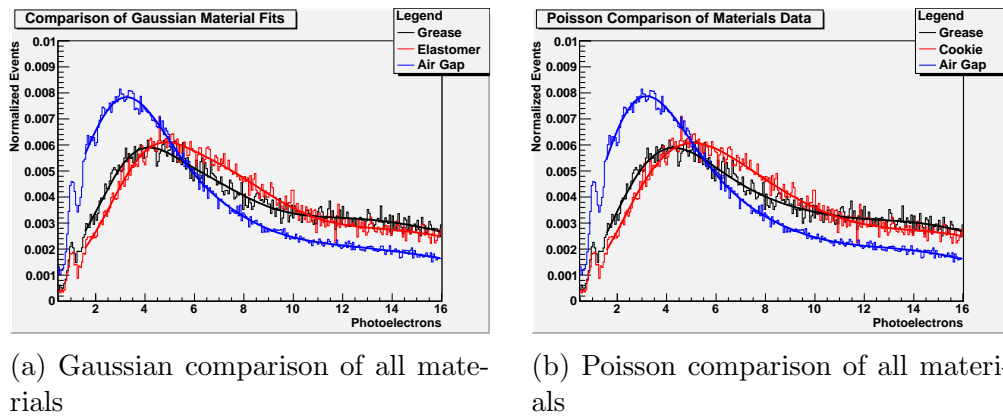 Comparison of Gaussian Material Fits
Legend
Grease
Elastomer
Air Gap
Normalized Events
0.01
0.009
0.008
0.007
0.006
0.005
0.004
0.003
0.002
0.001
0
2 4 6 8 10 12 14 16
Photoelectrons
(a) Gaussian comparison of all mate-
rials
Poisson Comparison of Materials Data
Legend
Grease
Cookie
Air Gap
Normalized Events
0.01
0.009
0.008
0.007
0.006
0.005
0.004
0.003
0.002
0.001
0
2 4 6 8 10 12 14 16
Photoelectrons
(b) Poisson comparison of all materi-
als